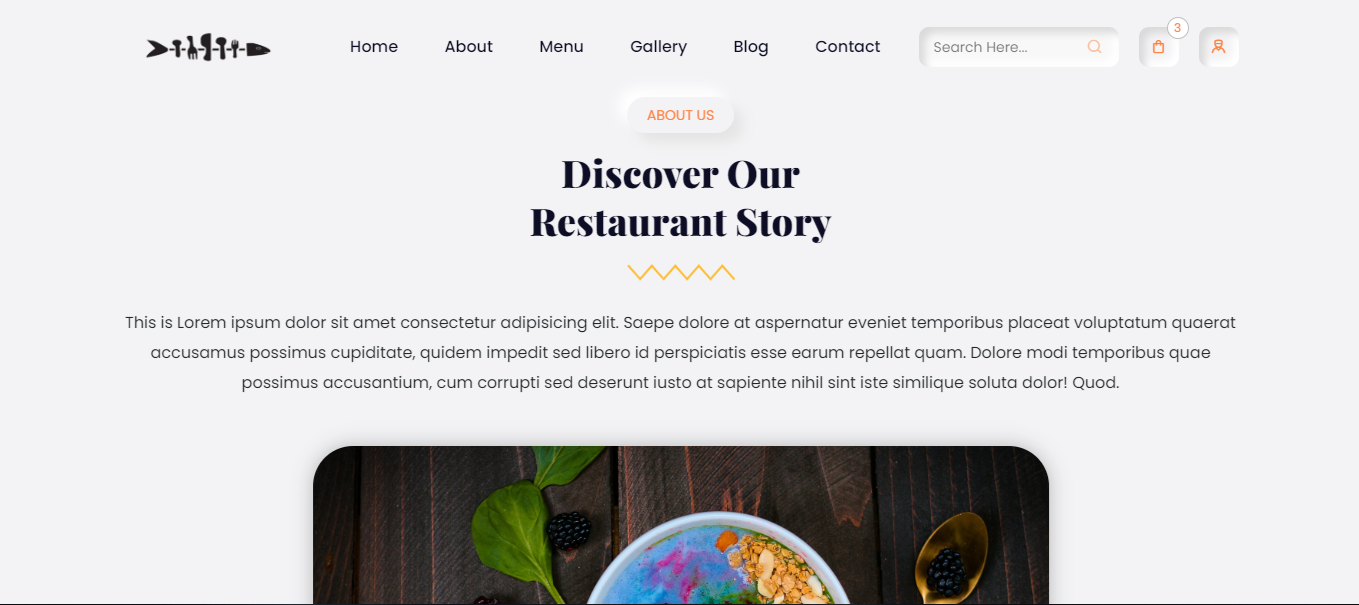 Home About Menu Gallery Blog Contact Search Here... 3
ABOUT US
Discover Our
Restaurant Story
This is Lorem ipsum dolor sit amet consectetur adipisicing elit. Saepe dolore at aspernatur eveniet temporibus placeat voluptatum quaerat
accusamus possimus cupiditate, quidem impedit sed libero id perspiciatis esse earum repellat quam. Dolore modi temporibus quae
possimus accusantium, cum corrupti sed deserunt iusto at sapiente nihil sint iste similique soluta dolor! Quod.